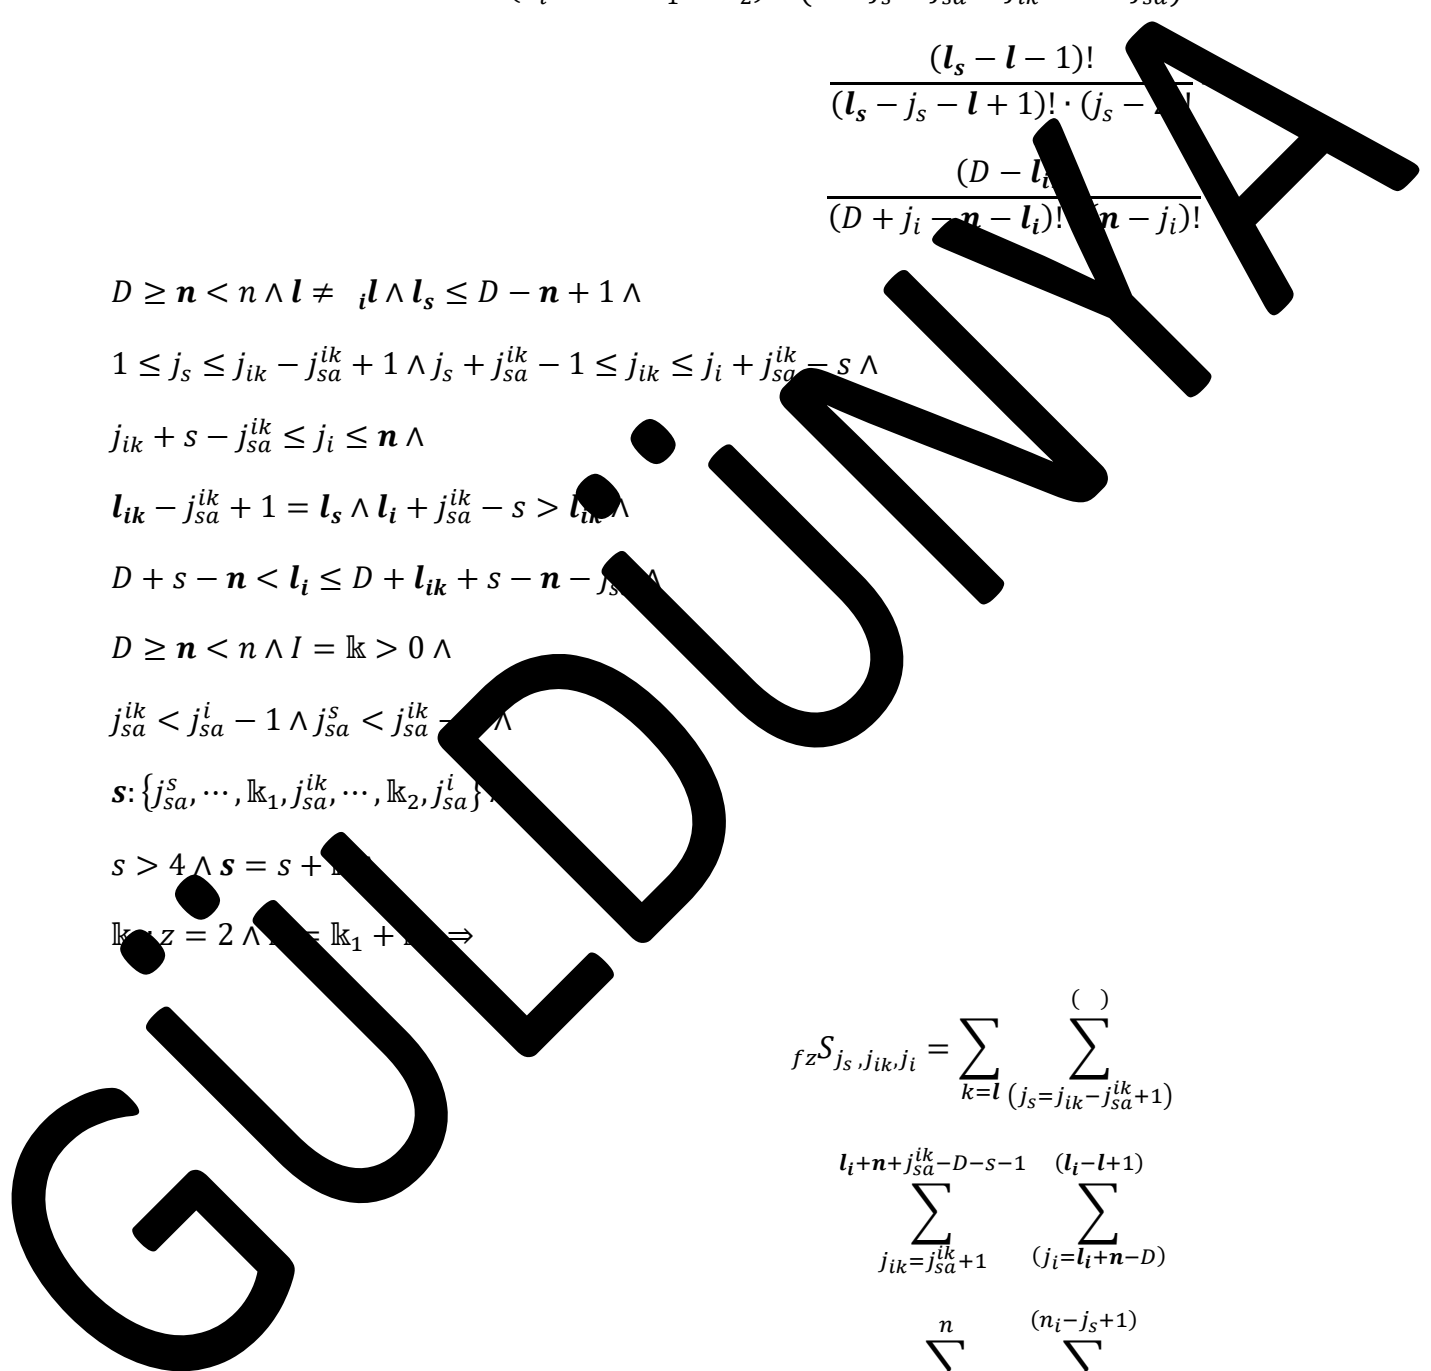 (l_s − l − 1)!
(l_s − j_s − l + 1)! · (j_s −
(D − l_i
(D + j_i − n − l_i)! (n − j_i)!
D ≥ n < n ∧ l ≠ _il ∧ l_s ≤ D − n + 1 ∧
1 ≤ j_s ≤ j_ik − j_sa^ik + 1 ∧ j_s + j_sa^ik − 1 ≤ j_ik ≤ j_i + j_sa^ik − s ∧
j_ik + s − j_sa^ik ≤ j_i ≤ n ∧
l_ik − j_sa^ik + 1 = l_s ∧ l_i + j_sa^ik − s > l_ik ∧
D + s − n < l_i ≤ D + l_ik + s − n − ∧
D ≥ n < n ∧ I = 𝕜 > 0 ∧
j_sa^ik < j_sa^i − 1 ∧ j_sa^s < j_sa^ik − ∧
s: {j_sa^s, ⋯ , 𝕜_1, j_sa^ik, ⋯ , 𝕜_2, j_sa^i}
s > 4 ∧ s = s +
z = 2 ∧ = 𝕜_1 + ⇒
_fzS_{j_s,j_ik,j_i} = ∑_{k=l} ∑_{(j_s=j_ik−j_sa^ik+1)}^{( )}
∑_{j_ik=j_sa^ik+1}^{l_i+n+j_sa^ik−D−s−1} ∑_{(j_i=l_i+n−D)}^{(l_i−l+1)}
∑^{n} ∑^{(n_i−j_s+1)}
GÜLDÜNYA